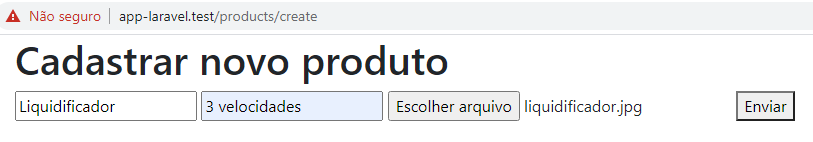 Não seguro app-laravel.test/products/create
Cadastrar novo produto
Liquidificador 3 velocidades Escolher arquivo liquidificador.jpg Enviar